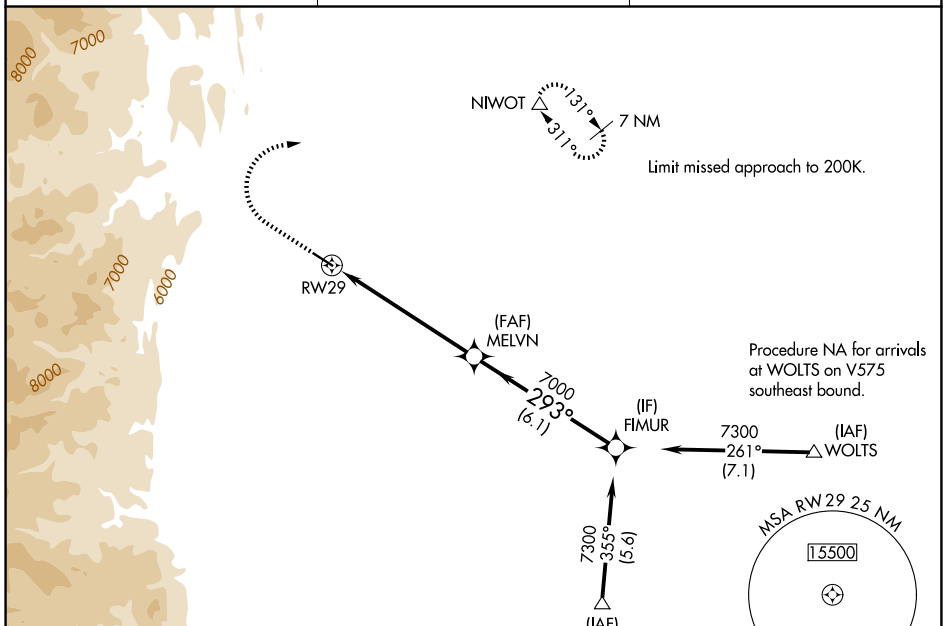 7000
8000
NIWOT
131°
311°
7 NM
Limit missed approach to 200K.
7000
6000
RW29
(FAF)
MELVN
8000
7000
293°
(6.1)
Procedure NA for arrivals
at WOLTS on V575
southeast bound.
(IF)
FIMUR
7300
261°
(7.1)
(IAF)
WOLTS
7300
355°
(5.6)
(IAF)
MSA RW29 25 NM
15500